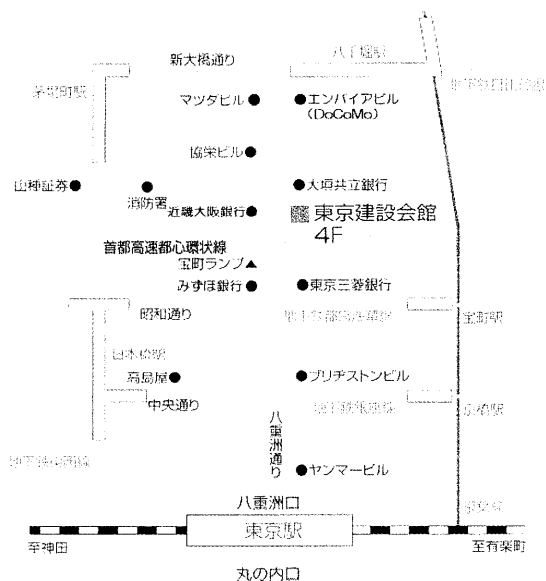 新大橋通り
八丁堀駅
茅場町駅
マツダビル
エンパイアビル
(DoCoMo)
協栄ビル
山種証券
消防署
大垣共立銀行
近畿大阪銀行
東京建設会館
4F
首都高速都心環状線
宝町ランプ
みずほ銀行
東京三菱銀行
昭和通り
宝町駅
日本橋駅
高島屋
ブリヂストンビル
中央通り
地下鉄銀座線
京橋駅
八重洲通り
ヤンマービル
八重洲口
東京駅
至神田
至有楽町
丸の内口